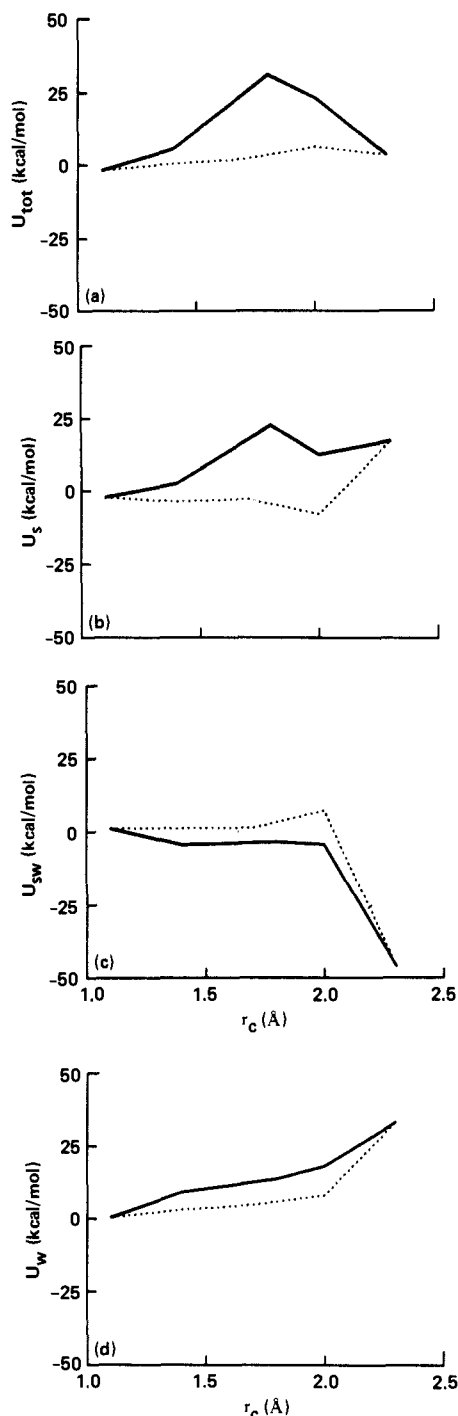 50
25
0
-25
-50
U_tot (kcal/mol)
(a)
50
25
0
-25
-50
U_s (kcal/mol)
(b)
50
25
0
-25
-50
U_sw (kcal/mol)
(c)
1.0 1.5 2.0 2.5
r_c (Å)
50
25
0
-25
-50
U_w (kcal/mol)
(d)
1.0 1.5 2.0 2.5
r_c (Å)